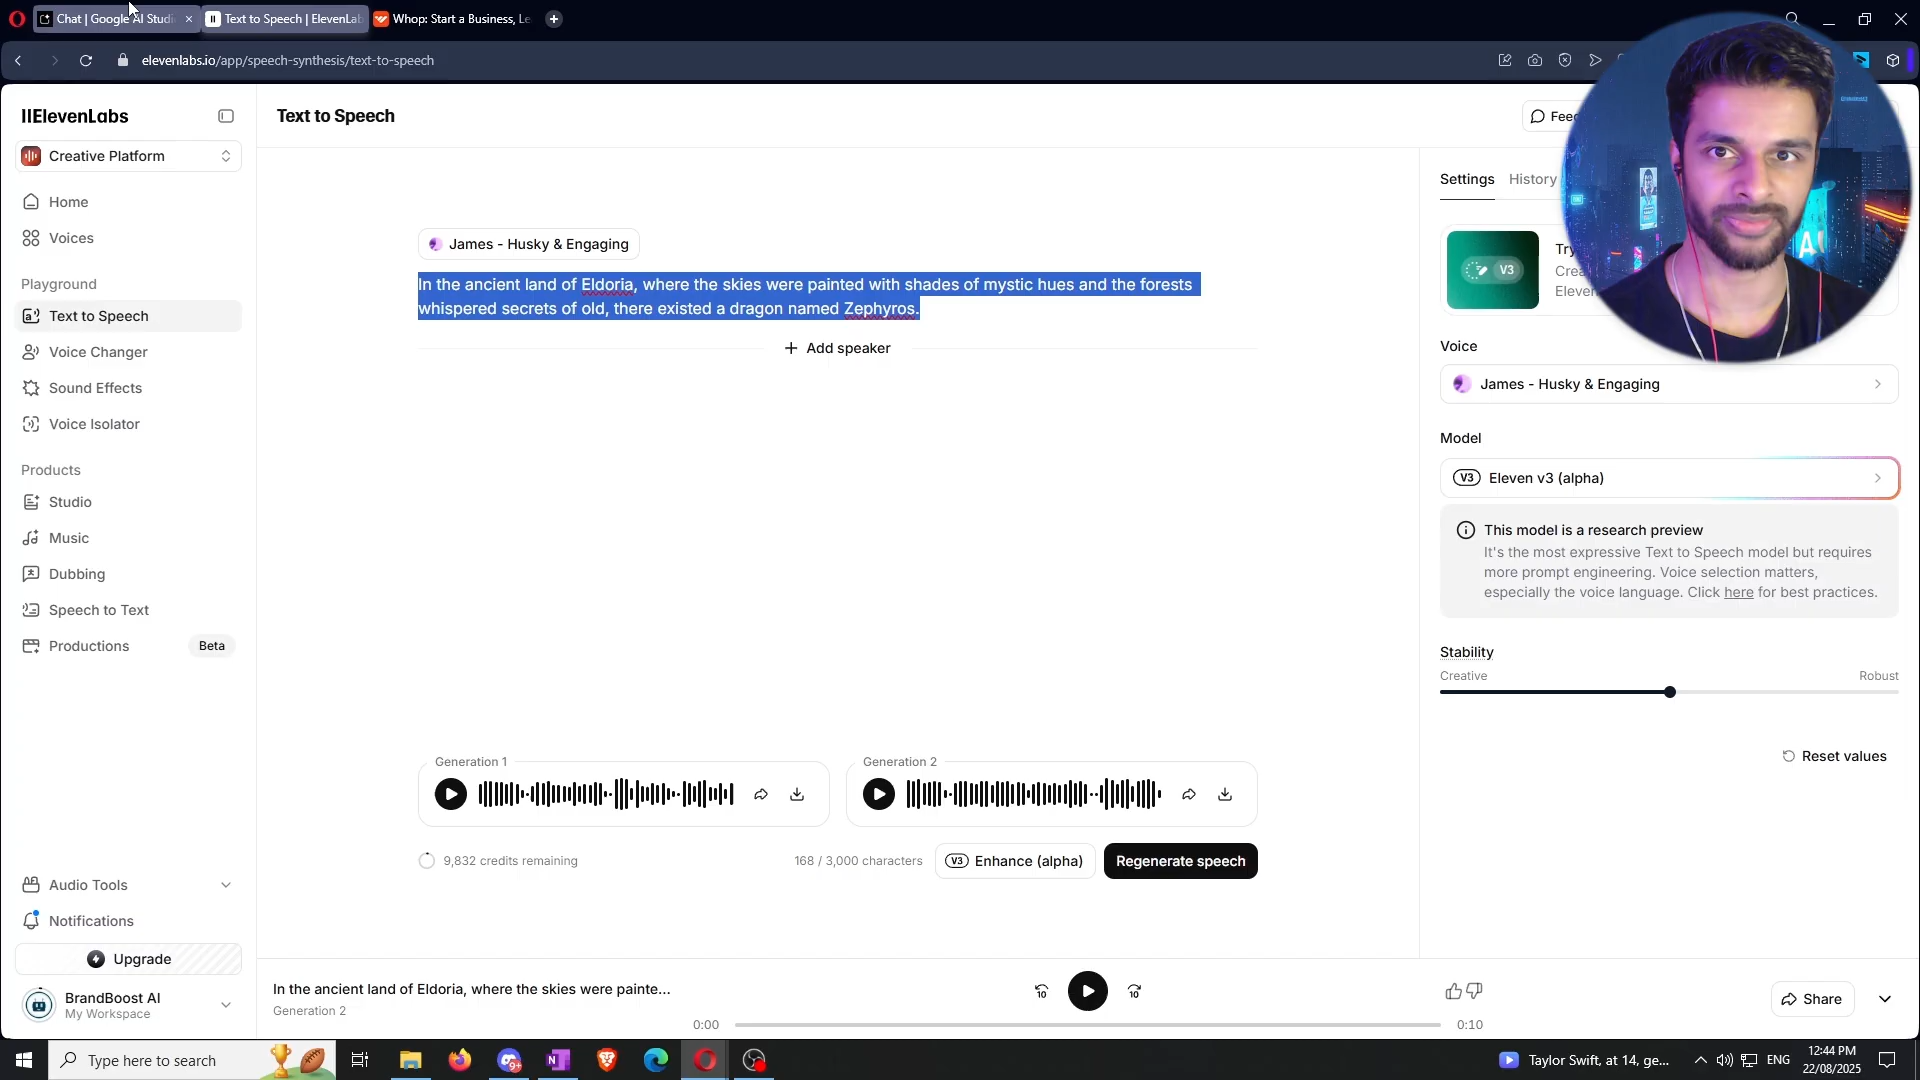 Chat | Google AI Studi
Text to Speech | ElevenLab
Whop: Start a Business, Le
elevenlabs.io/app/speech-synthesis/text-to-speech
IIElevenLabs
Creative Platform
Home
Voices
Playground
Text to Speech
Voice Changer
Sound Effects
Voice Isolator
Products
Studio
Music
Dubbing
Speech to Text
Productions
Beta
Audio Tools
Notifications
Upgrade
BrandBoost AI
My Workspace
Text to Speech
James - Husky & Engaging
In the ancient land of Eldoria, where the skies were painted with shades of mystic hues and the forests
whispered secrets of old, there existed a dragon named Zephyros.
+ Add speaker
Generation 1
Generation 2
9,832 credits remaining
168 / 3,000 characters
V3 Enhance (alpha)
Regenerate speech
Feed
Settings
History
V3
Try
Crea
Eleven
Voice
James - Husky & Engaging
Model
V3 Eleven v3 (alpha)
This model is a research preview
It's the most expressive Text to Speech model but requires
more prompt engineering. Voice selection matters,
especially the voice language. Click here for best practices.
Stability
Creative
Robust
Reset values
In the ancient land of Eldoria, where the skies were painte...
Generation 2
10
10
0:00
0:10
Share
Type here to search
9+
Taylor Swift, at 14, ge...
ENG
12:44 PM
22/08/2025